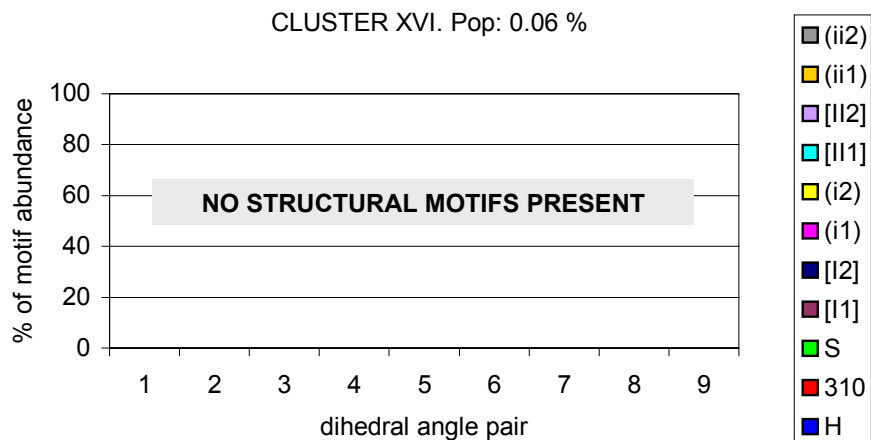 CLUSTER XVI. Pop: 0.06 %
% of motif abundance
100
80
60
40
20
0
NO STRUCTURAL MOTIFS PRESENT
1 2 3 4 5 6 7 8 9
dihedral angle pair
(ii2)
(ii1)
[II2]
[II1]
(i2)
(i1)
[I2]
[I1]
S
310
H